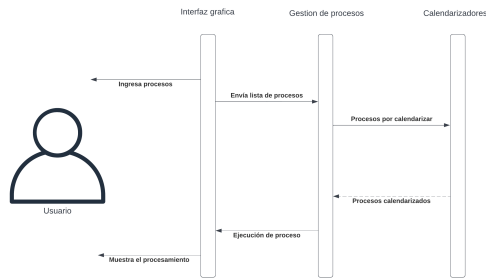 Interfaz grafica
Gestion de procesos
Calendarizadores
Ingresa procesos
Envía lista de procesos
Procesos por calendarizar
Procesos calendarizados
Usuario
Ejecución de proceso
Muestra el procesamiento